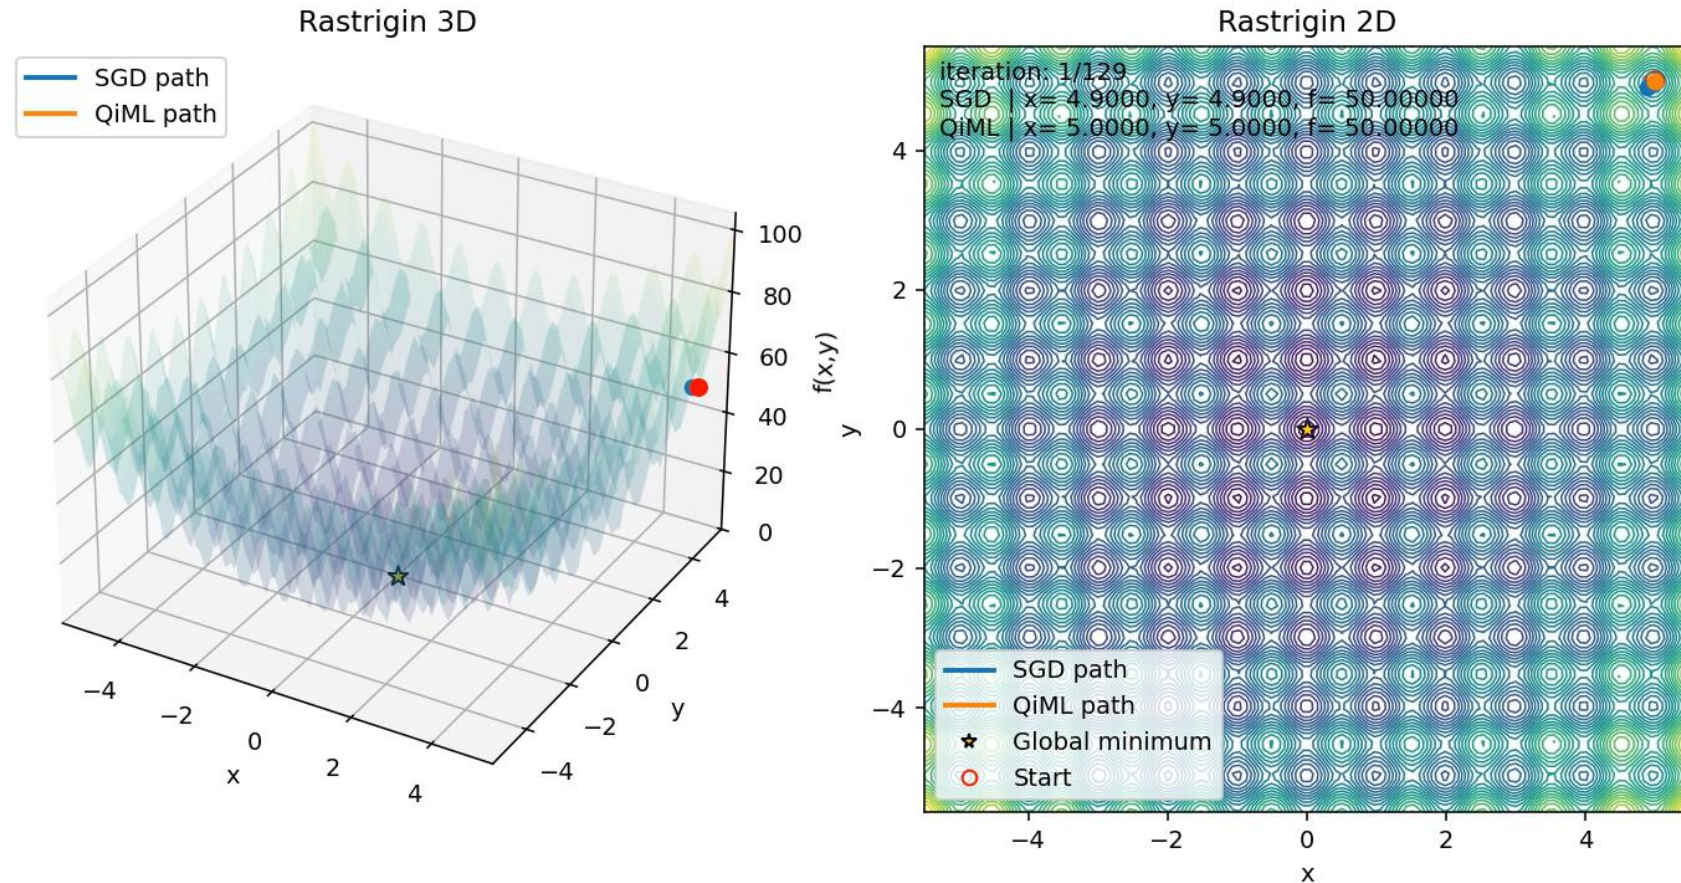 Rastrigin 3D
SGD path
QiML path
100
80
60
40
20
0
f(x,y)
−4
−2
0
2
4
x
−4
−2
0
2
4
y
Rastrigin 2D
iteration: 1/129
SGD | x= 4.9000, y= 4.9000, f= 50.00000
QiML | x= 5.0000, y= 5.0000, f= 50.00000
4
2
0
−2
−4
y
SGD path
QiML path
Global minimum
Start
−4
−2
0
2
4
x